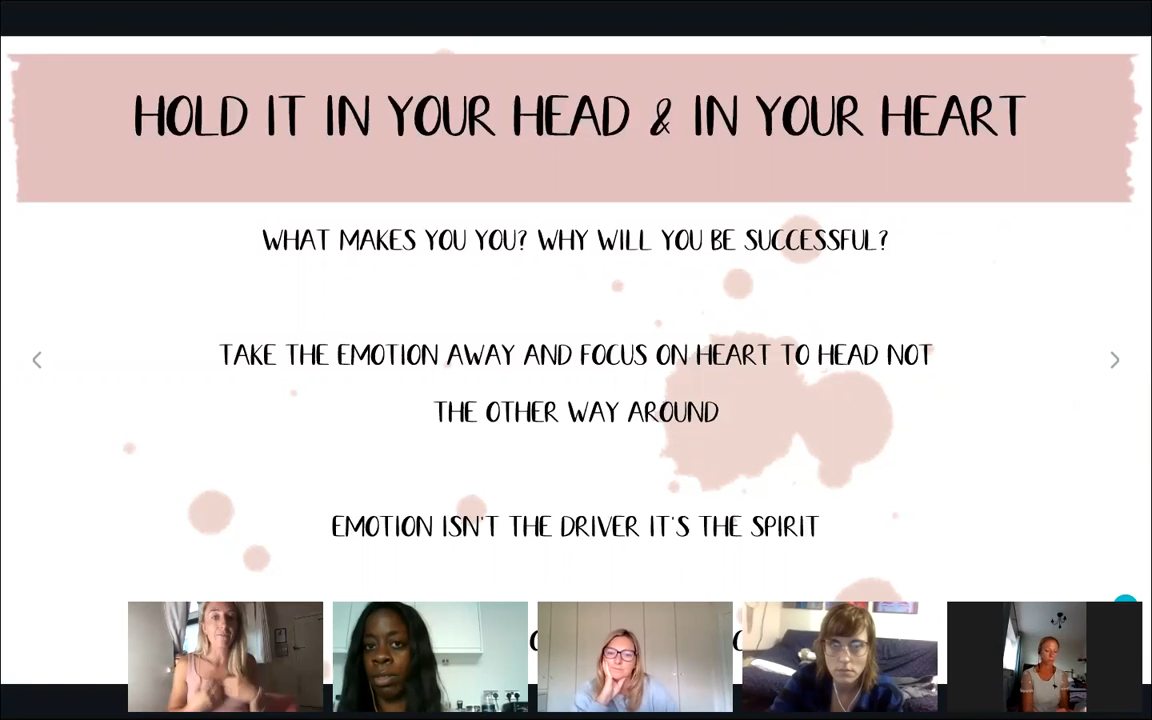 HOLD IT IN YOUR HEAD & IN YOUR HEART
WHAT MAKES YOU YOU? WHY WILL YOU BE SUCCESSFUL?
TAKE THE EMOTION AWAY AND FOCUS ON HEART TO HEAD NOT
THE OTHER WAY AROUND
EMOTION ISN'T THE DRIVER IT'S THE SPIRIT